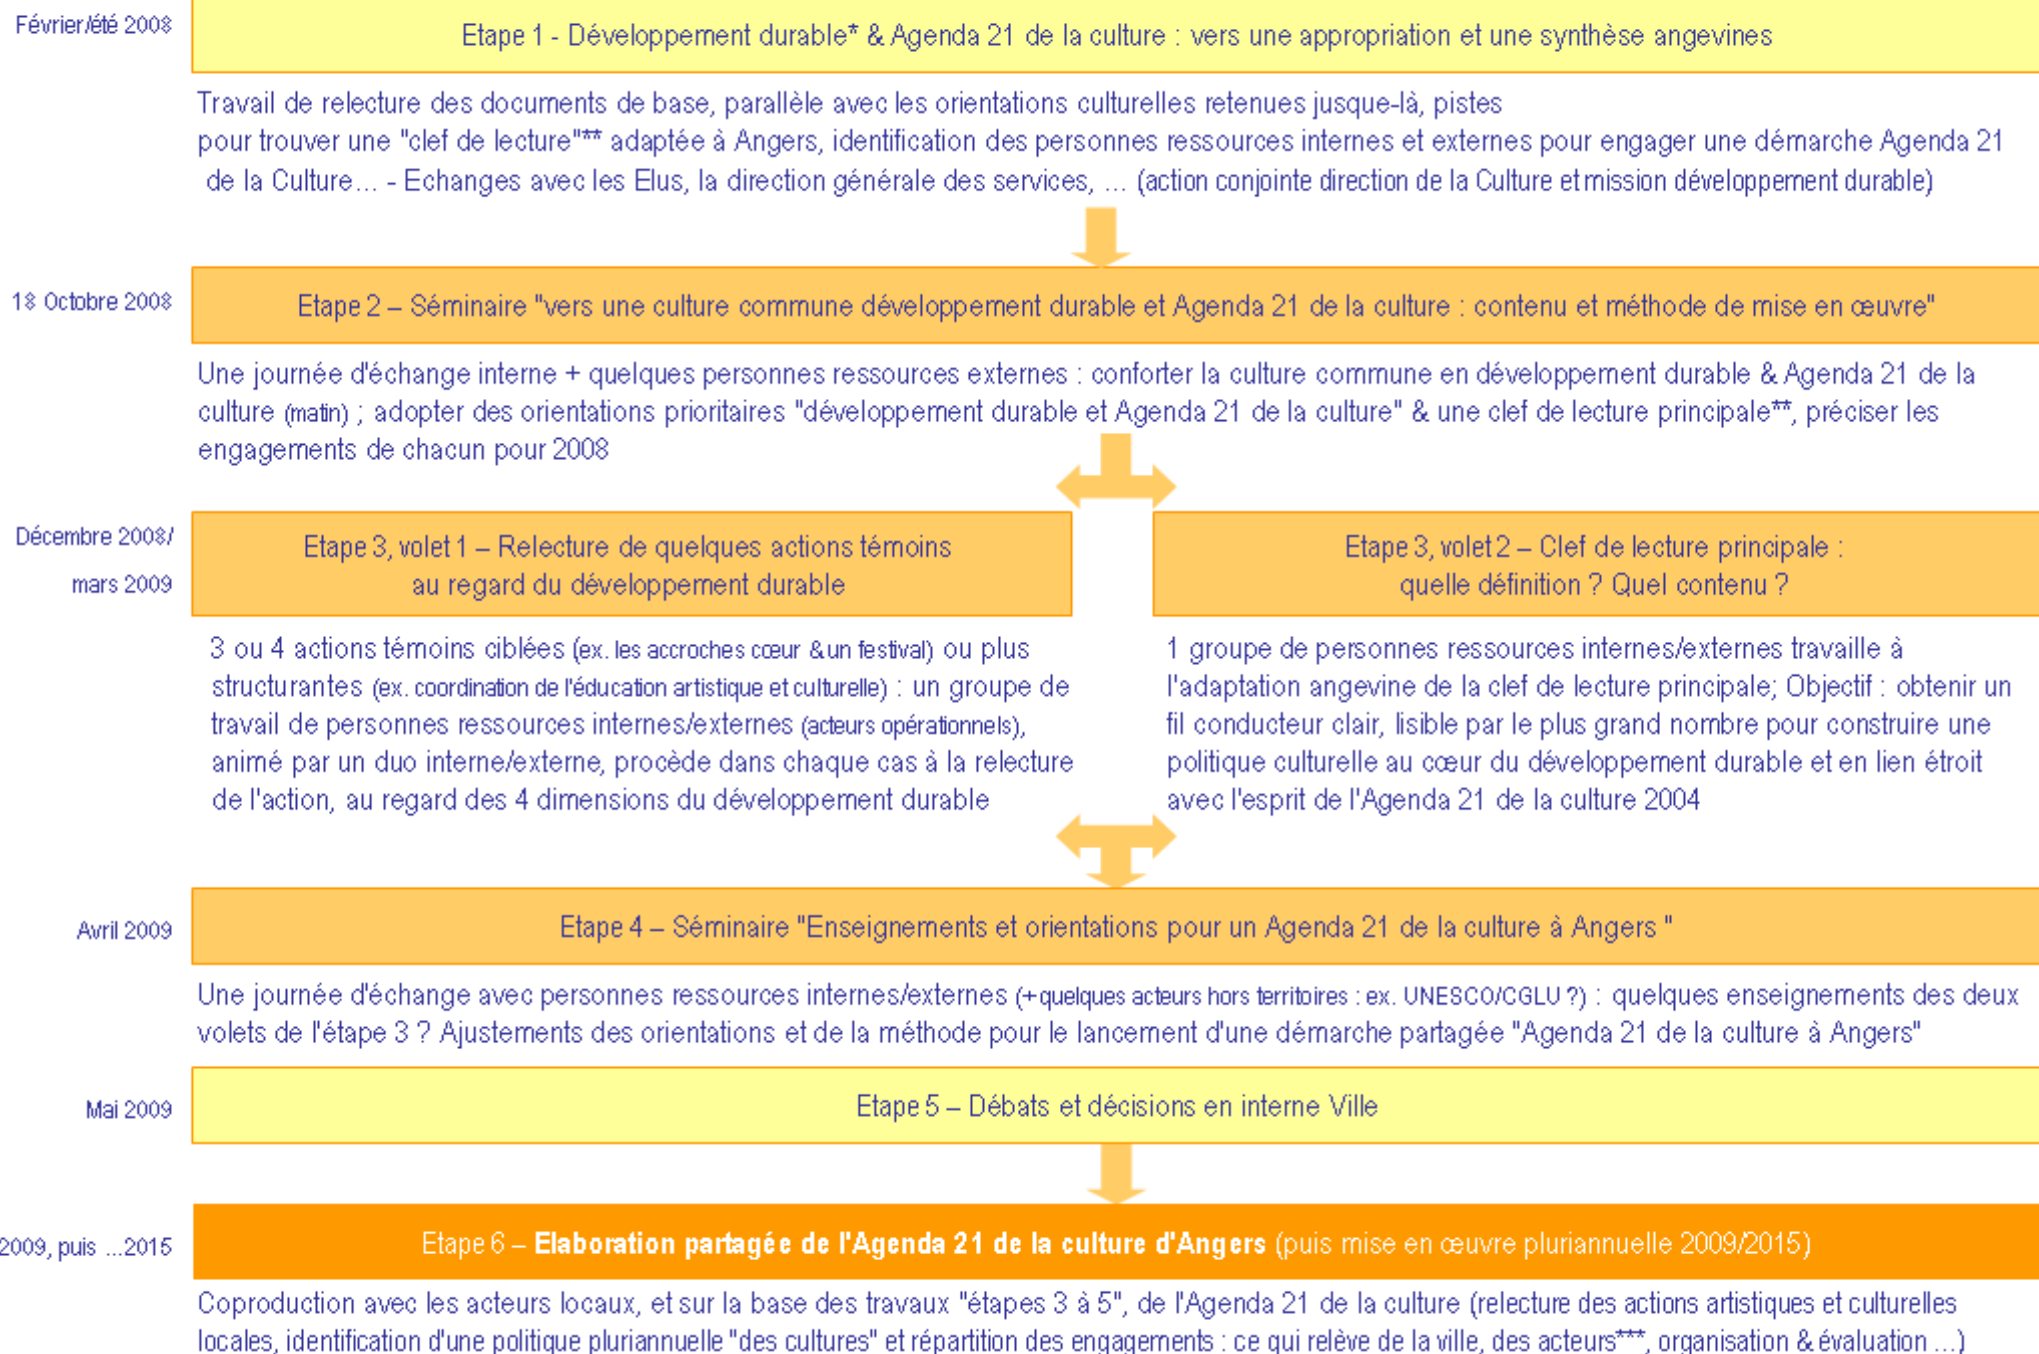 Février/été 2008
Etape 1 - Développement durable* & Agenda 21 de la culture : vers une appropriation et une synthèse angevines
Travail de relecture des documents de base, parallèle avec les orientations culturelles retenues jusque-là, pistes
pour trouver une "clef de lecture"** adaptée à Angers, identification des personnes ressources internes et externes pour engager une démarche Agenda 21
de la Culture... - Echanges avec les Elus, la direction générale des services, ... (action conjointe direction de la Culture et mission développement durable)
18 Octobre 2008
Etape 2 – Séminaire "vers une culture commune développement durable et Agenda 21 de la culture : contenu et méthode de mise en œuvre"
Une journée d'échange interne + quelques personnes ressources externes : conforter la culture commune en développement durable & Agenda 21 de la
culture (matin) ; adopter des orientations prioritaires "développement durable et Agenda 21 de la culture" & une clef de lecture principale**, préciser les
engagements de chacun pour 2008
Décembre 2008/
mars 2009
Etape 3, volet 1 – Relecture de quelques actions témoins
au regard du développement durable
3 ou 4 actions témoins ciblées (ex. les accroches cœur & un festival) ou plus
structurantes (ex. coordination de l'éducation artistique et culturelle) : un groupe de
travail de personnes ressources internes/externes (acteurs opérationnels),
animé par un duo interne/externe, procède dans chaque cas à la relecture
de l'action, au regard des 4 dimensions du développement durable
Etape 3, volet 2 – Clef de lecture principale :
quelle définition ? Quel contenu ?
1 groupe de personnes ressources internes/externes travaille à
l'adaptation angevine de la clef de lecture principale; Objectif : obtenir un
fil conducteur clair, lisible par le plus grand nombre pour construire une
politique culturelle au cœur du développement durable et en lien étroit
avec l'esprit de l'Agenda 21 de la culture 2004
Avril 2009
Etape 4 – Séminaire "Enseignements et orientations pour un Agenda 21 de la culture à Angers "
Une journée d'échange avec personnes ressources internes/externes (+ quelques acteurs hors territoires : ex. UNESCO/CGLU ?) : quelques enseignements des deux
volets de l'étape 3 ? Ajustements des orientations et de la méthode pour le lancement d'une démarche partagée "Agenda 21 de la culture à Angers"
Mai 2009
Etape 5 – Débats et décisions en interne Ville
2009, puis ...2015
Etape 6 – Elaboration partagée de l'Agenda 21 de la culture d'Angers (puis mise en œuvre pluriannuelle 2009/2015)
Coproduction avec les acteurs locaux, et sur la base des travaux "étapes 3 à 5", de l'Agenda 21 de la culture (relecture des actions artistiques et culturelles
locales, identification d'une politique pluriannuelle "des cultures" et répartition des engagements : ce qui relève de la ville, des acteurs***, organisation & évaluation ...)